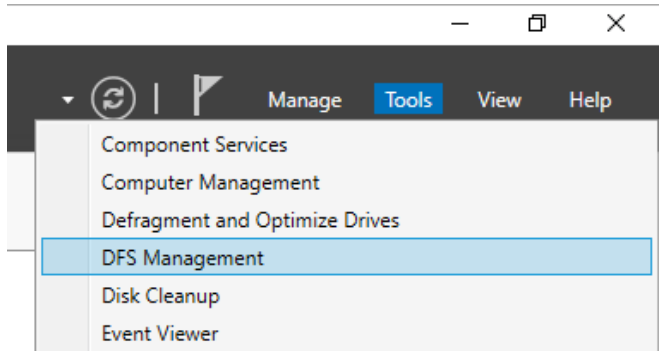 Manage Tools View Help
Component Services
Computer Management
Defragment and Optimize Drives
DFS Management
Disk Cleanup
Event Viewer